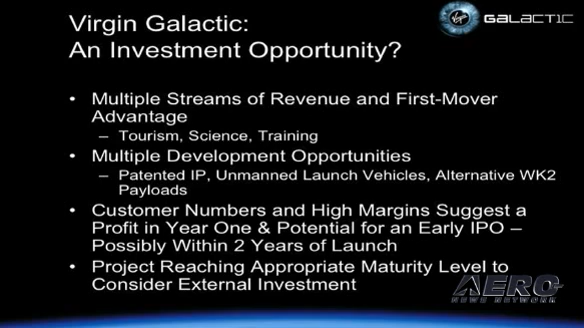 Virgin Galactic:
An Investment Opportunity?
Virgin GALACTIC
• Multiple Streams of Revenue and First-Mover
Advantage
– Tourism, Science, Training
• Multiple Development Opportunities
– Patented IP, Unmanned Launch Vehicles, Alternative WK2
Payloads
• Customer Numbers and High Margins Suggest a
Profit in Year One & Potential for an Early IPO –
Possibly Within 2 Years of Launch
• Project Reaching Appropriate Maturity Level to
Consider External Investment
AERO
NEWS NETWORK